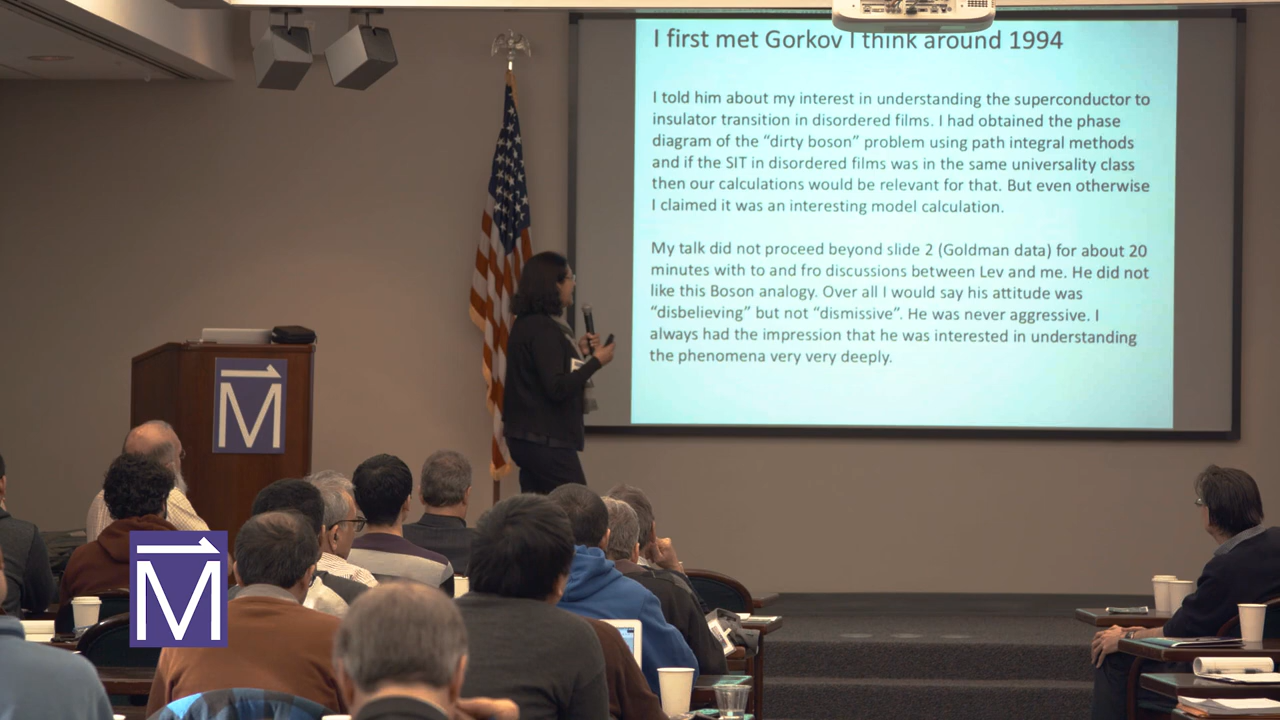 I first met Gorkov I think around 1994
I told him about my interest in understanding the superconductor to
insulator transition in disordered films. I had obtained the phase
diagram of the “dirty boson” problem using path integral methods
and if the SIT in disordered films was in the same universality class
then our calculations would be relevant for that. But even otherwise
I claimed it was an interesting model calculation.
My talk did not proceed beyond slide 2 (Goldman data) for about 20
minutes with to and fro discussions between Lev and me. He did not
like this Boson analogy. Over all I would say his attitude was
“disbelieving” but not “dismissive”. He was never aggressive. I
always had the impression that he was interested in understanding
the phenomena very very deeply.
M
M